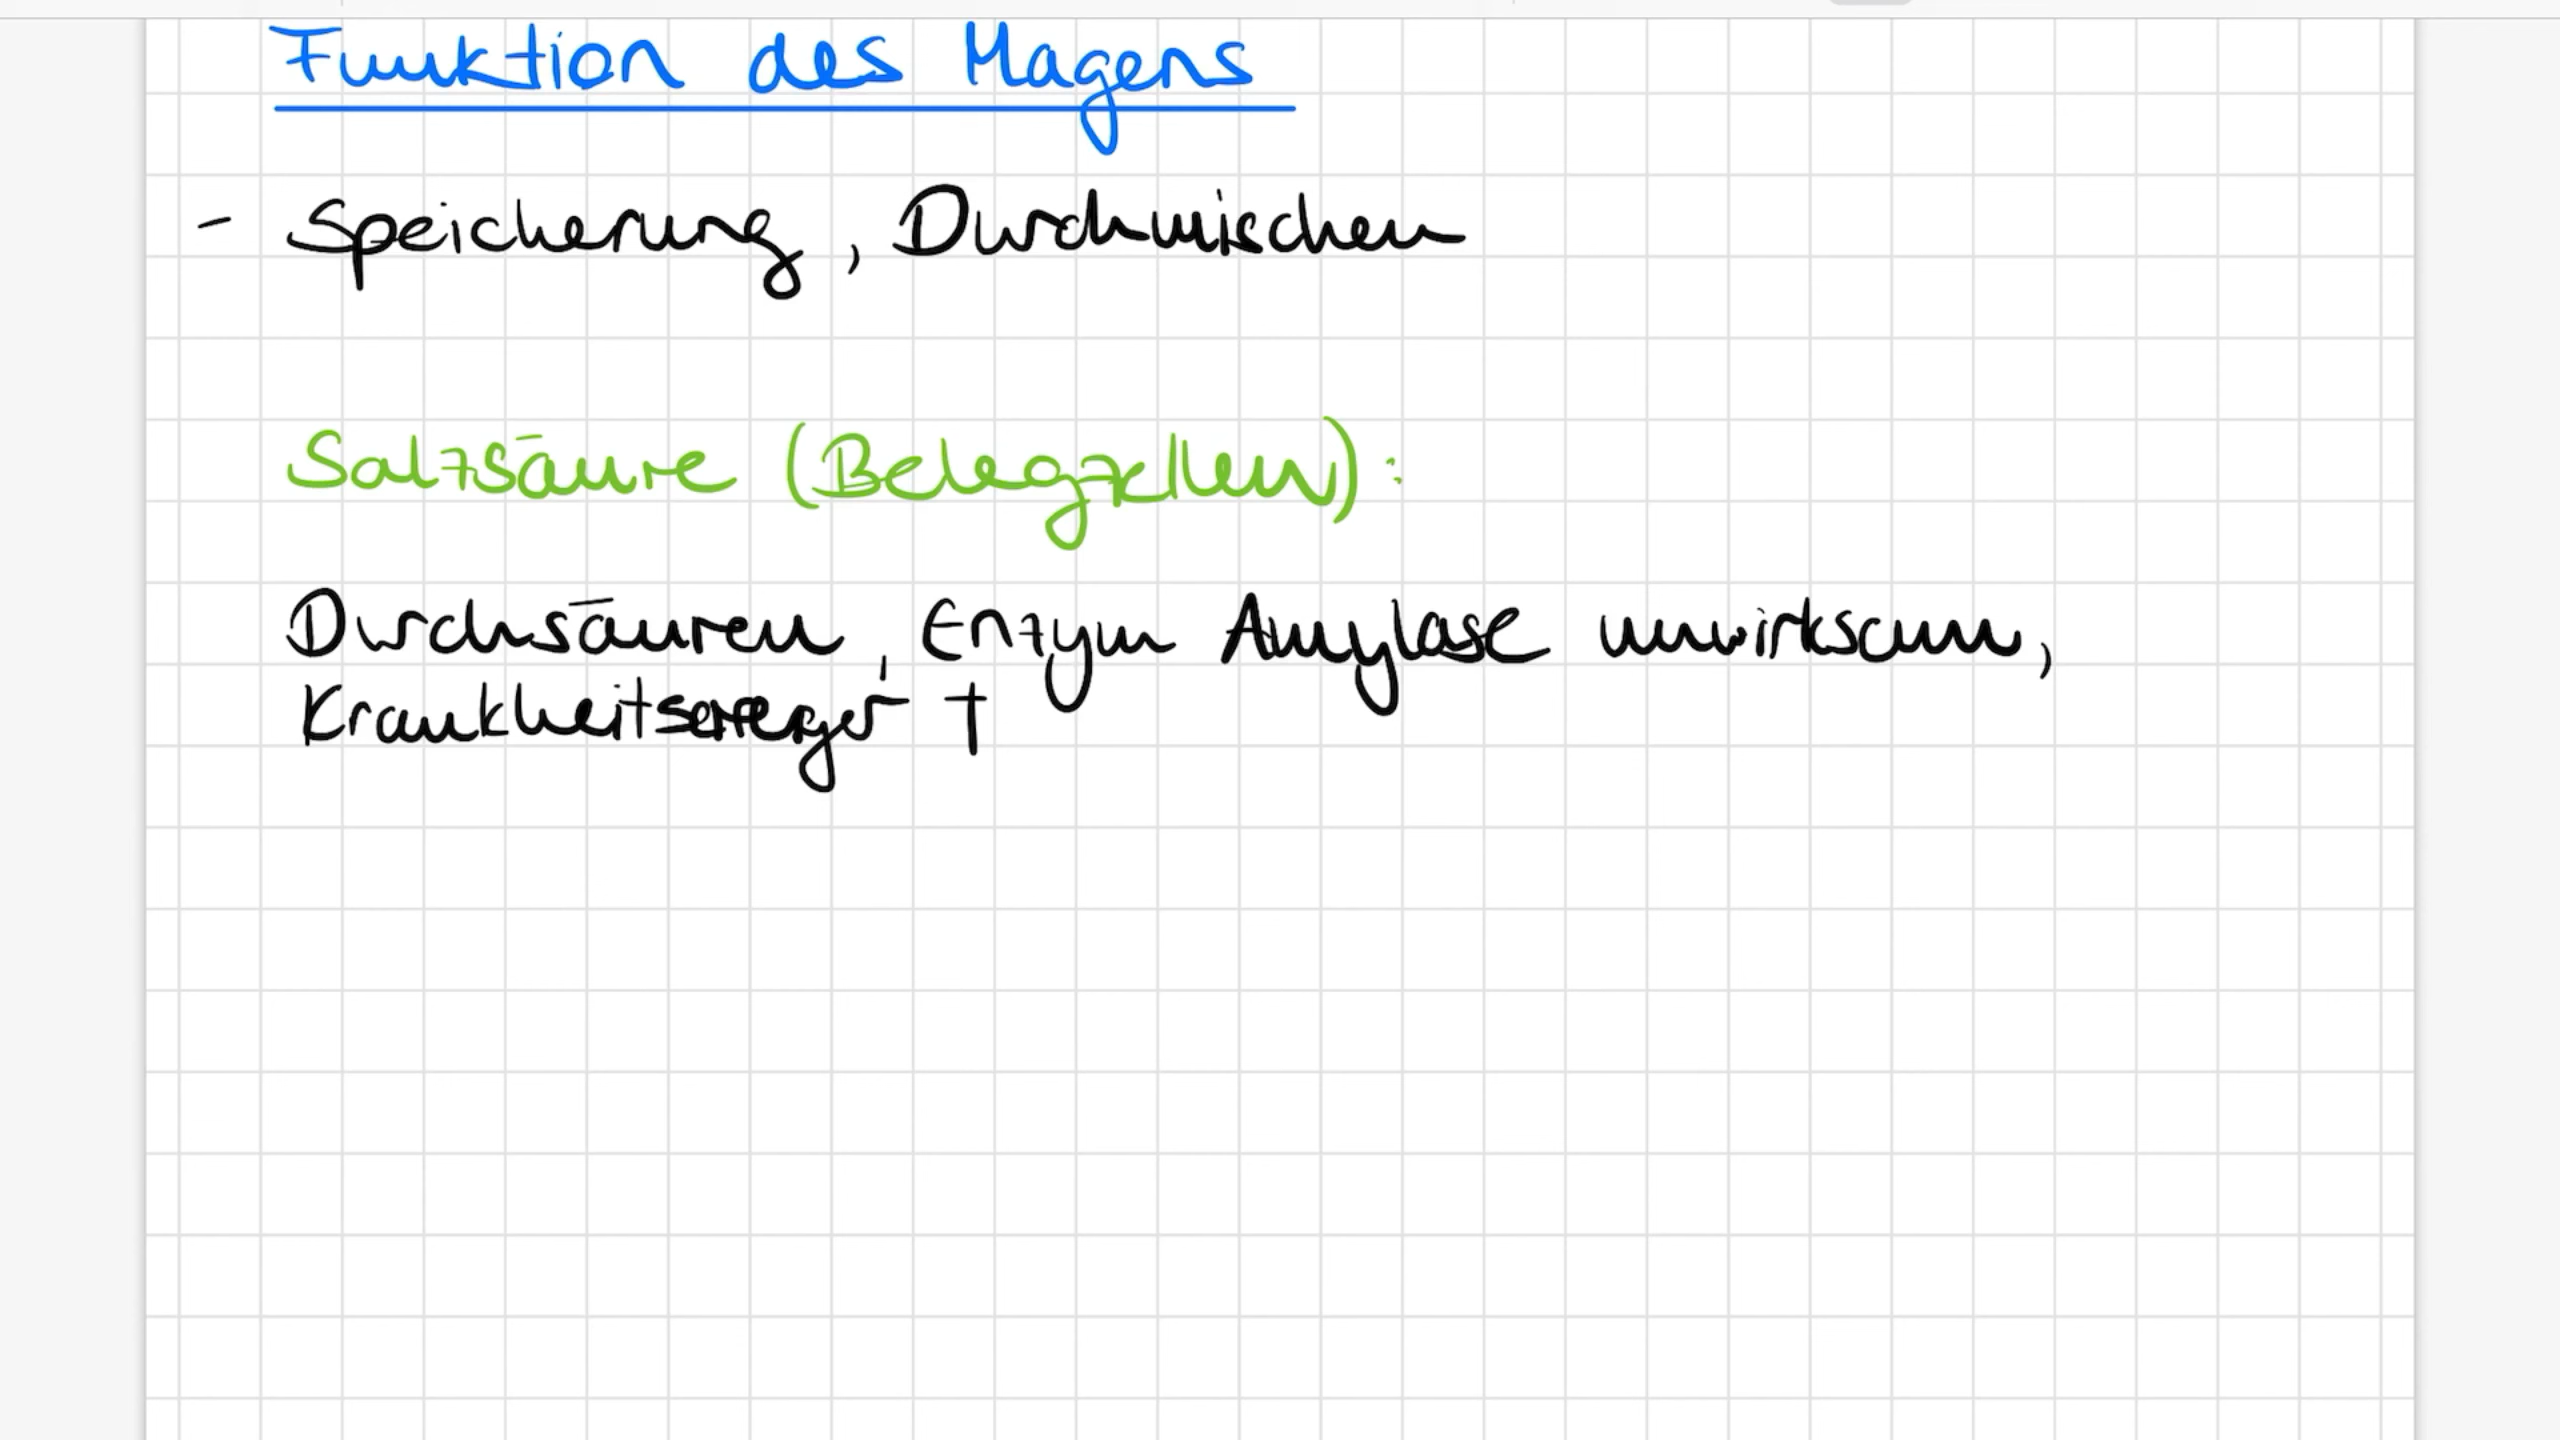 Funktion des Magens
- Speicherung, Durchmischen
Salzsäure (Belegzellen):
Durchsäuren, Enzym Amylase unwirksam,
Krankheitserreger †